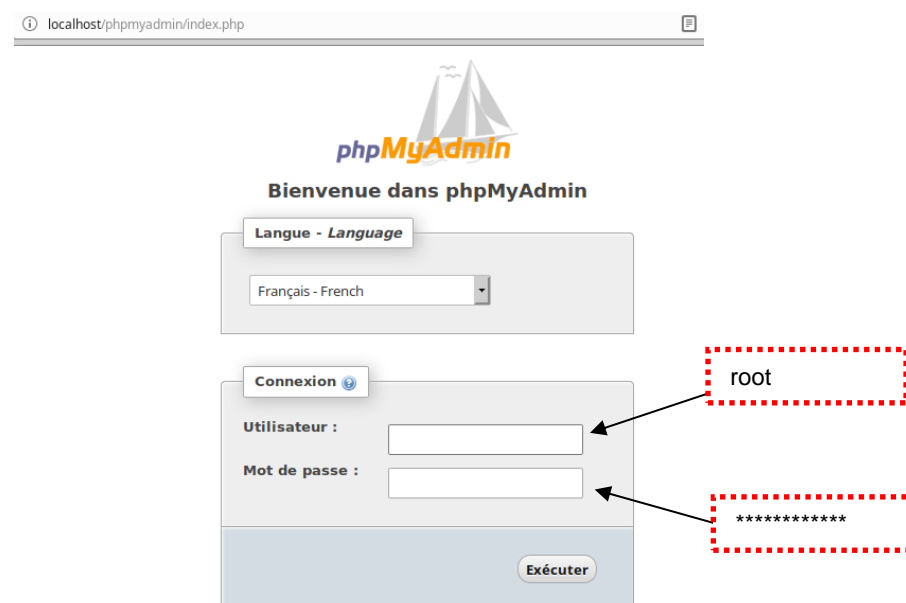 localhost/phpmyadmin/index.php
phpMyAdmin
Bienvenue dans phpMyAdmin
Langue - Language
Français - French
Connexion
Utilisateur :
root
Mot de passe :
************
Exécuter